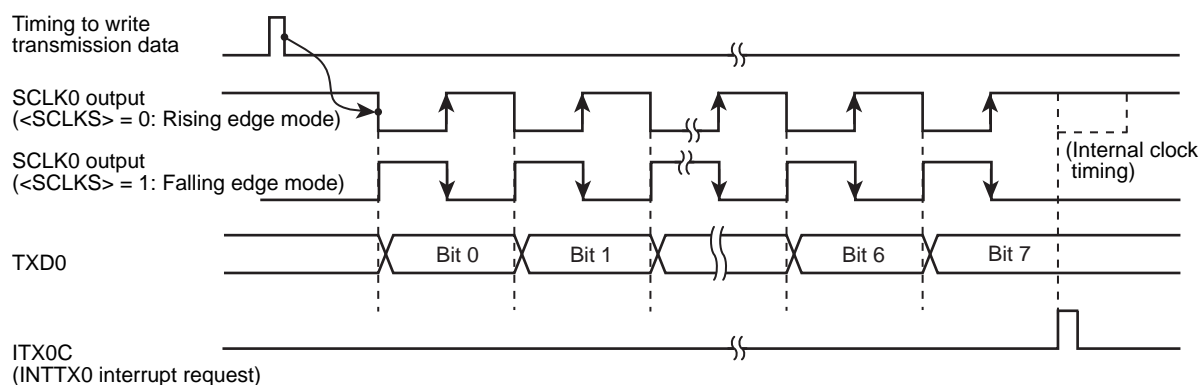 Timing to write
transmission data
SCLK0 output
(<SCLKS> = 0: Rising edge mode)
SCLK0 output
(<SCLKS> = 1: Falling edge mode)
(Internal clock
timing)
TXD0
Bit 0
Bit 1
Bit 6
Bit 7
ITX0C
(INTTX0 interrupt request)